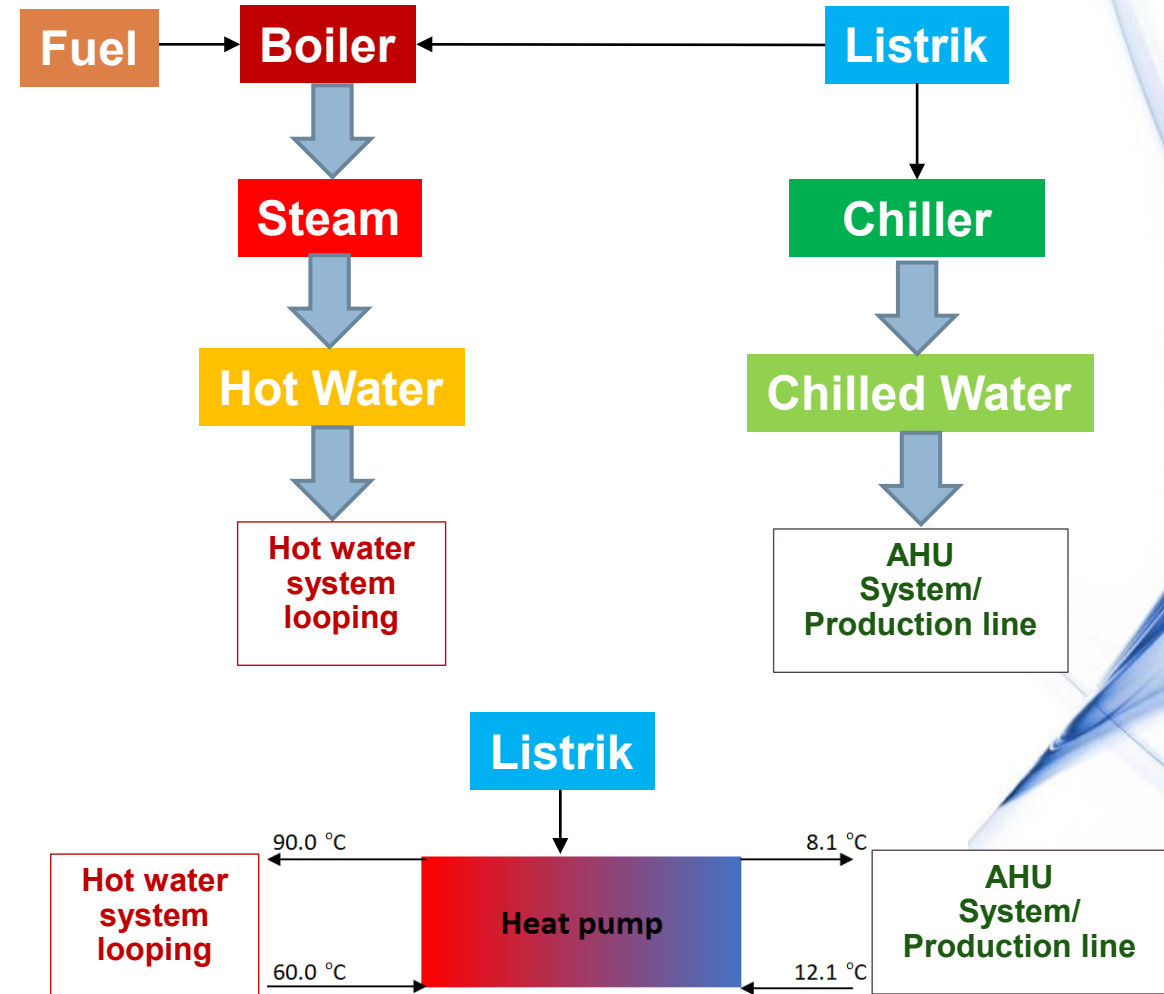 Fuel
Boiler
Listrik
Steam
Chiller
Hot Water
Chilled Water
Hot water
system
looping
AHU
System/
Production line
Listrik
90.0 °C
8.1 °C
Hot water
system
looping
Heat pump
AHU
System/
Production line
60.0 °C
12.1 °C